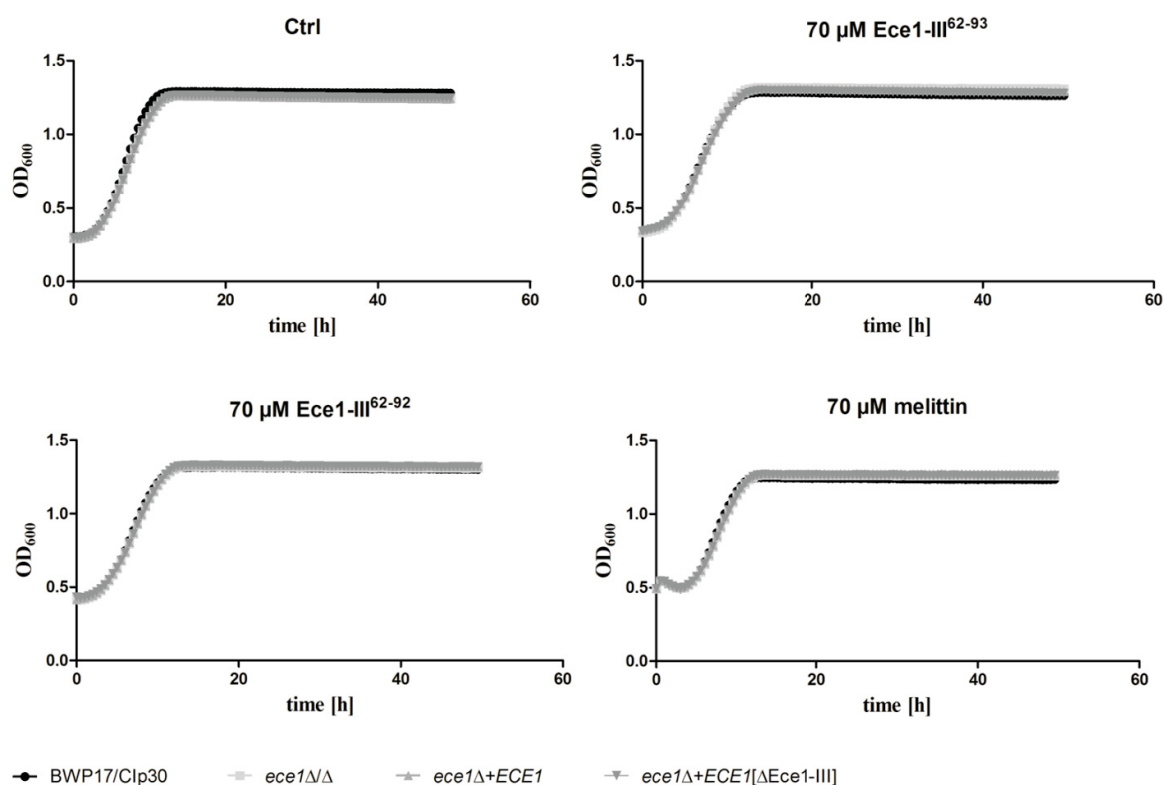 Ctrl
1.5
1.0
0.5
0.0
OD₆₀₀
0 20 40 60
time [h]
70 µM Ece1-III⁶²⁻⁹³
1.5
1.0
0.5
0.0
OD₆₀₀
0 20 40 60
time [h]
70 µM Ece1-III⁶²⁻⁹²
1.5
1.0
0.5
0.0
OD₆₀₀
0 20 40 60
time [h]
70 µM melittin
1.5
1.0
0.5
0.0
OD₆₀₀
0 20 40 60
time [h]
BWP17/CIp30 ece1Δ/Δ ece1Δ+ECE1 ece1Δ+ECE1[ΔEce1-III]